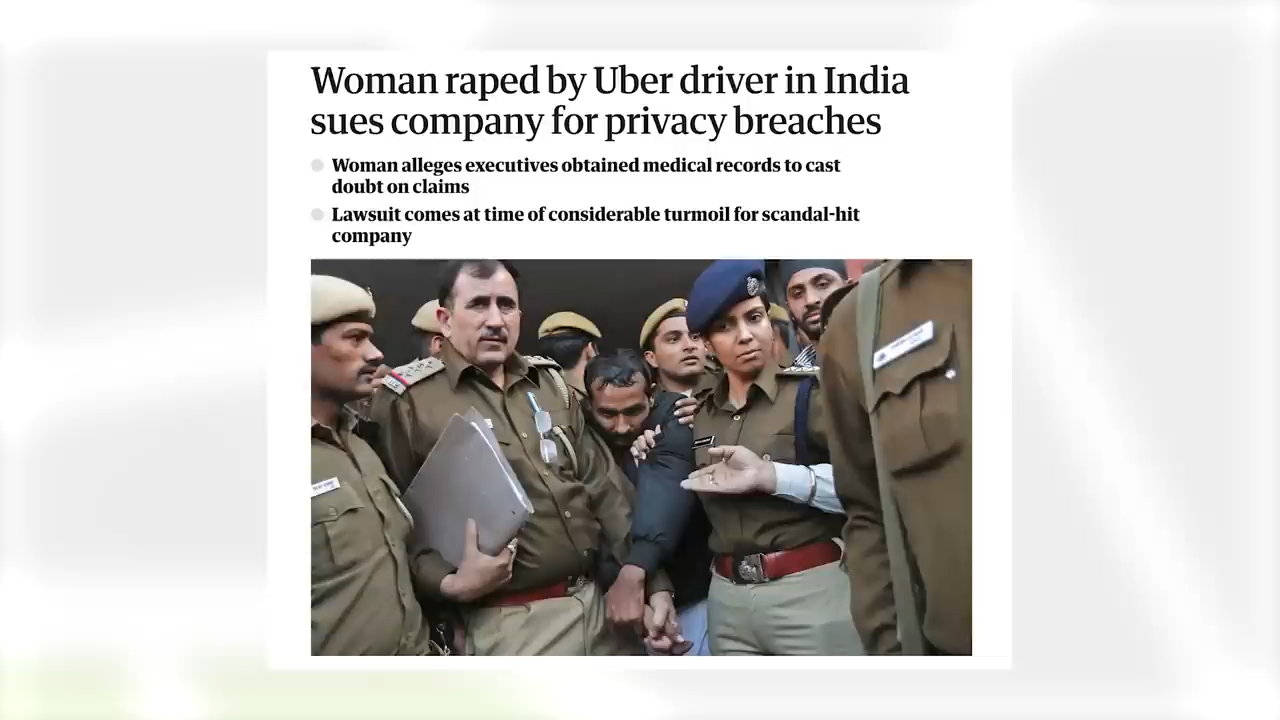 Woman raped by Uber driver in India
sues company for privacy breaches
Woman alleges executives obtained medical records to cast
doubt on claims
Lawsuit comes at time of considerable turmoil for scandal-hit
company